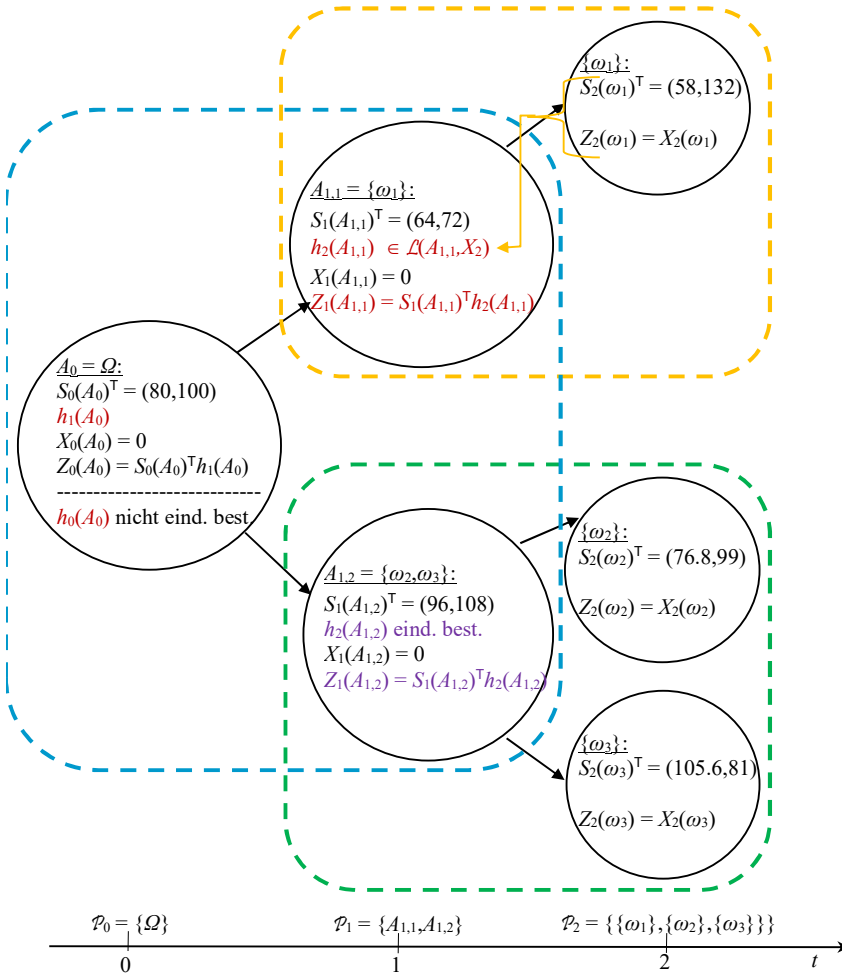 {ω₁}:
S₂(ω₁)ᵀ = (58,132)
Z₂(ω₁) = X₂(ω₁)
A₁,₁ = {ω₁}:
S₁(A₁,₁)ᵀ = (64,72)
h₂(A₁,₁) ∈ ℒ(A₁,₁,X₂)
X₁(A₁,₁) = 0
Z₁(A₁,₁) = S₁(A₁,₁)ᵀh₂(A₁,₁)
A₀ = Ω:
S₀(A₀)ᵀ = (80,100)
h₁(A₀)
X₀(A₀) = 0
Z₀(A₀) = S₀(A₀)ᵀh₁(A₀)
----------------------------
h₀(A₀) nicht eind. best.
A₁,₂ = {ω₂,ω₃}:
S₁(A₁,₂)ᵀ = (96,108)
h₂(A₁,₂) eind. best.
X₁(A₁,₂) = 0
Z₁(A₁,₂) = S₁(A₁,₂)ᵀh₂(A₁,₂)
{ω₂}:
S₂(ω₂)ᵀ = (76.8,99)
Z₂(ω₂) = X₂(ω₂)
{ω₃}:
S₂(ω₃)ᵀ = (105.6,81)
Z₂(ω₃) = X₂(ω₃)
𝒫₀ = {Ω} 𝒫₁ = {A₁,₁,A₁,₂} 𝒫₂ = {{ω₁},{ω₂},{ω₃}}}
0 1 2 t